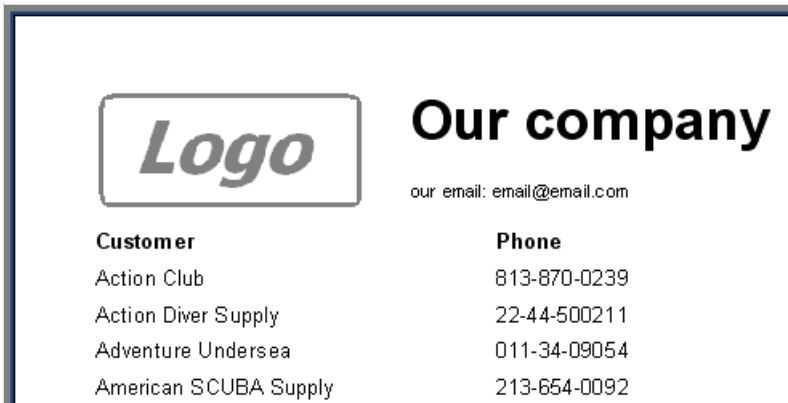 Logo
Our company
our email: email@email.com
Customer Phone
Action Club 813-870-0239
Action Diver Supply 22-44-500211
Adventure Undersea 011-34-09054
American SCUBA Supply 213-654-0092